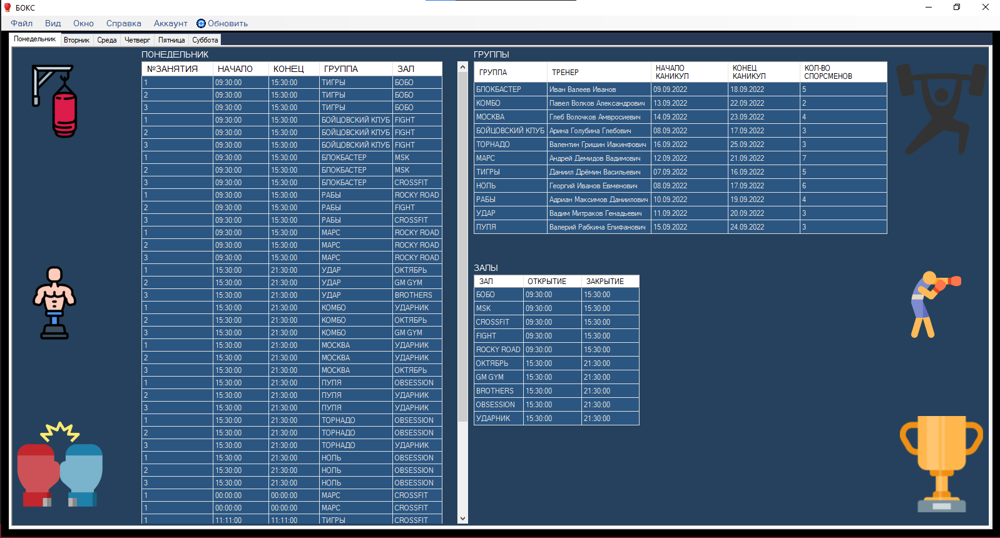 БОКС
Файл Вид Окно Справка Аккаунт Обновить
Понедельник Вторник Среда Четверг Пятница Суббота
ПОНЕДЕЛЬНИК
№ЗАНЯТИЯ НАЧАЛО КОНЕЦ ГРУППА ЗАЛ
1 09:30:00 15:30:00 ТИГРЫ БОБО
2 09:30:00 15:30:00 ТИГРЫ БОБО
3 09:30:00 15:30:00 ТИГРЫ БОБО
1 09:30:00 15:30:00 БОЙЦОВСКИЙ КЛУБ FIGHT
2 09:30:00 15:30:00 БОЙЦОВСКИЙ КЛУБ FIGHT
3 09:30:00 15:30:00 БОЙЦОВСКИЙ КЛУБ FIGHT
1 09:30:00 15:30:00 БЛОКБАСТЕР MSK
2 09:30:00 15:30:00 БЛОКБАСТЕР MSK
3 09:30:00 15:30:00 БЛОКБАСТЕР CROSSFIT
1 09:30:00 15:30:00 РАБЫ ROCKY ROAD
2 09:30:00 15:30:00 РАБЫ FIGHT
3 09:30:00 15:30:00 РАБЫ CROSSFIT
1 09:30:00 15:30:00 МАРС ROCKY ROAD
2 09:30:00 15:30:00 МАРС ROCKY ROAD
3 09:30:00 15:30:00 МАРС ROCKY ROAD
1 15:30:00 21:30:00 УДАР ОКТЯБРЬ
2 15:30:00 21:30:00 УДАР GM GYM
3 15:30:00 21:30:00 УДАР BROTHERS
1 15:30:00 21:30:00 КОМБО УДАРНИК
2 15:30:00 21:30:00 КОМБО ОКТЯБРЬ
3 15:30:00 21:30:00 КОМБО GM GYM
1 15:30:00 21:30:00 МОСКВА УДАРНИК
2 15:30:00 21:30:00 МОСКВА УДАРНИК
3 15:30:00 21:30:00 МОСКВА ОКТЯБРЬ
1 15:30:00 21:30:00 ПУЛЯ OBSESSION
2 15:30:00 21:30:00 ПУЛЯ УДАРНИК
3 15:30:00 21:30:00 ПУЛЯ УДАРНИК
1 15:30:00 21:30:00 ТОРНАДО OBSESSION
2 15:30:00 21:30:00 ТОРНАДО OBSESSION
3 15:30:00 21:30:00 ТОРНАДО УДАРНИК
1 15:30:00 21:30:00 НОЛЬ OBSESSION
2 15:30:00 21:30:00 НОЛЬ OBSESSION
3 15:30:00 21:30:00 НОЛЬ OBSESSION
1 00:00:00 00:00:00 МАРС CROSSFIT
1 00:00:00 00:00:00 МАРС CROSSFIT
1 11:11:00 11:11:00 ТИГРЫ CROSSFIT
ГРУППЫ
ГРУППА ТРЕНЕР НАЧАЛО КАНИКУЛ КОНЕЦ КАНИКУЛ КОЛ-ВО СПОРСМЕНОВ
БЛОКБАСТЕР Иван Валеев Иванов 09.09.2022 18.09.2022 5
КОМБО Павел Волков Александрович 13.09.2022 22.09.2022 2
МОСКВА Глеб Волочков Амвросиевич 14.09.2022 23.09.2022 4
БОЙЦОВСКИЙ КЛУБ Арина Голубина Глебович 08.09.2022 17.09.2022 3
ТОРНАДО Валентин Гришин Иакинфович 16.09.2022 25.09.2022 3
МАРС Андрей Демидов Вадимович 12.09.2022 21.09.2022 7
ТИГРЫ Даниил Дрёмин Васильевич 07.09.2022 16.09.2022 5
НОЛЬ Георгий Иванов Евменович 08.09.2022 17.09.2022 6
РАБЫ Адриан Максимов Даниилович 10.09.2022 19.09.2022 4
УДАР Вадим Митраков Генадьевич 11.09.2022 20.09.2022 3
ПУЛЯ Валерий Рабкина Епифанович 15.09.2022 24.09.2022 3
ЗАЛЫ
ЗАЛ ОТКРЫТИЕ ЗАКРЫТИЕ
БОБО 09:30:00 15:30:00
MSK 09:30:00 15:30:00
CROSSFIT 09:30:00 15:30:00
FIGHT 09:30:00 15:30:00
ROCKY ROAD 09:30:00 15:30:00
ОКТЯБРЬ 15:30:00 21:30:00
GM GYM 15:30:00 21:30:00
BROTHERS 15:30:00 21:30:00
OBSESSION 15:30:00 21:30:00
УДАРНИК 15:30:00 21:30:00